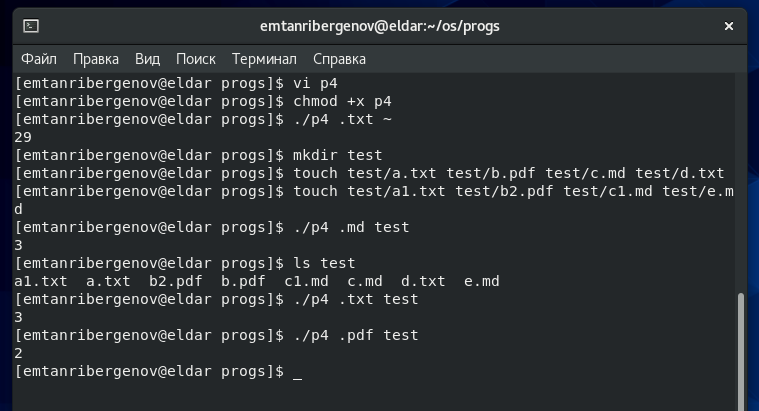 emtanribergenov@eldar:~/os/progs
Файл Правка Вид Поиск Терминал Справка
[emtanribergenov@eldar progs]$ vi p4
[emtanribergenov@eldar progs]$ chmod +x p4
[emtanribergenov@eldar progs]$ ./p4 .txt ~
29
[emtanribergenov@eldar progs]$ mkdir test
[emtanribergenov@eldar progs]$ touch test/a.txt test/b.pdf test/c.md test/d.txt
[emtanribergenov@eldar progs]$ touch test/a1.txt test/b2.pdf test/c1.md test/e.m
d
[emtanribergenov@eldar progs]$ ./p4 .md test
3
[emtanribergenov@eldar progs]$ ls test
a1.txt a.txt b2.pdf b.pdf c1.md c.md d.txt e.md
[emtanribergenov@eldar progs]$ ./p4 .txt test
3
[emtanribergenov@eldar progs]$ ./p4 .pdf test
2
[emtanribergenov@eldar progs]$ _